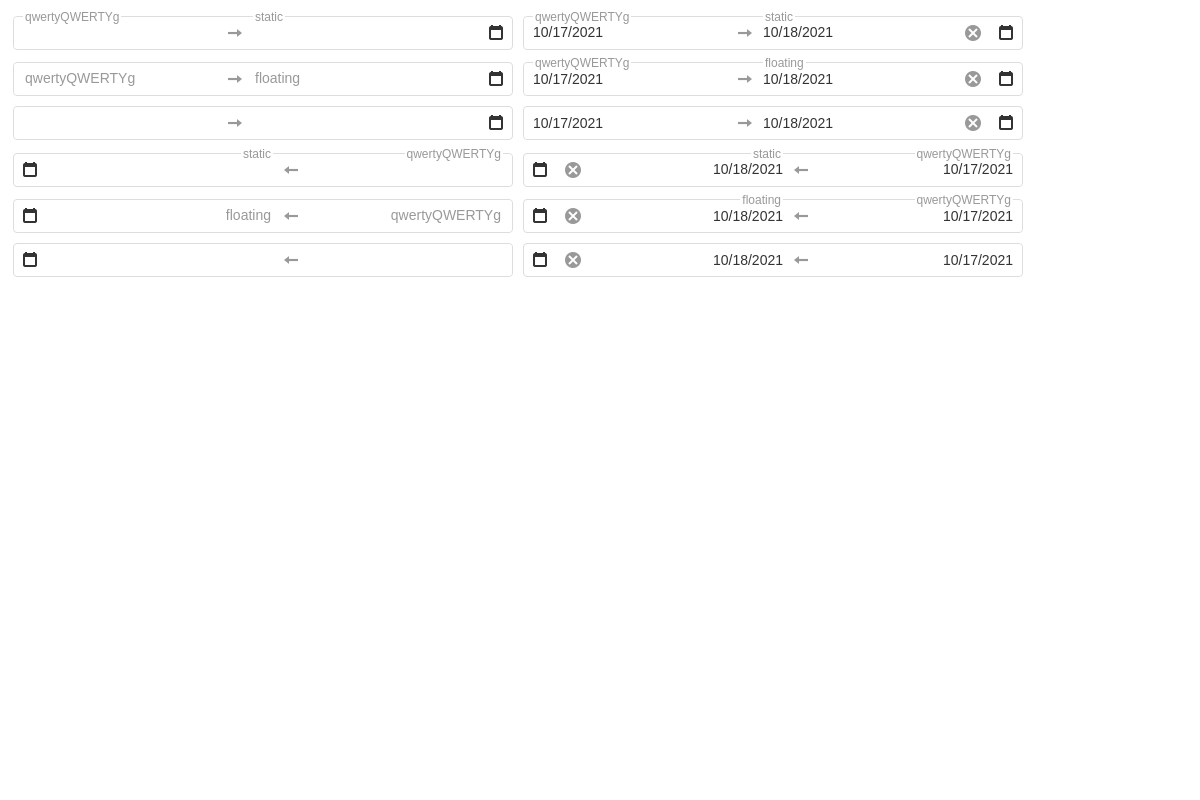 qwertyQWERTYg static qwertyQWERTYg static
10/17/2021 10/18/2021
qwertyQWERTYg floating
qwertyQWERTYg floating 10/17/2021 10/18/2021
10/17/2021 10/18/2021
static qwertyQWERTYg static qwertyQWERTYg
10/18/2021 10/17/2021
floating qwertyQWERTYg
floating qwertyQWERTYg 10/18/2021 10/17/2021
10/18/2021 10/17/2021